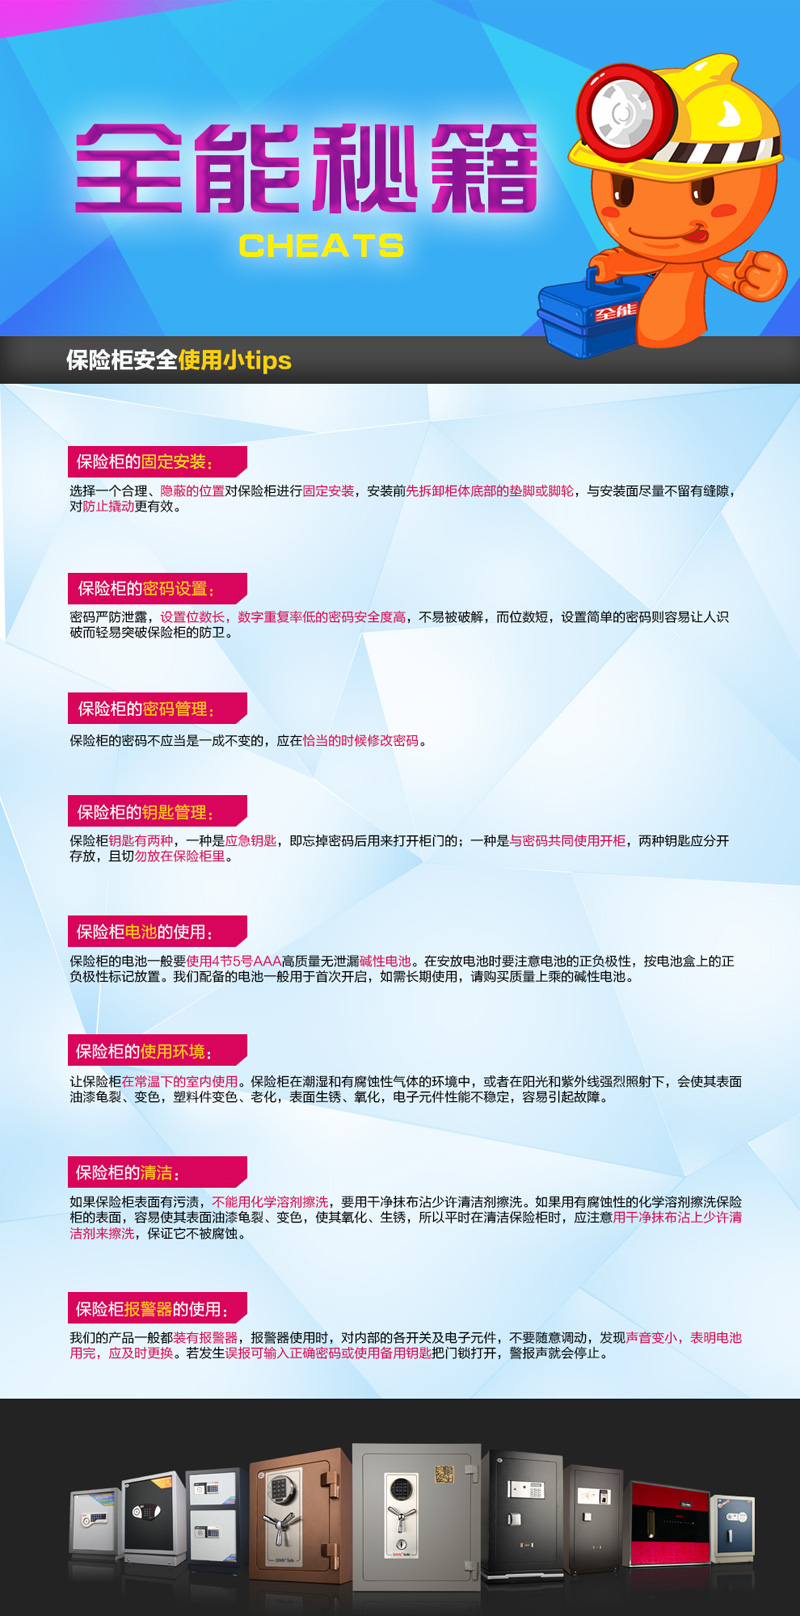 全能秘籍
CHEATS
全能
保险柜安全使用小tips
保险柜的固定安装：
选择一个合理、隐蔽的位置对保险柜进行固定安装，安装前先拆卸柜体底部的垫脚或脚轮，与安装面尽量不留有缝隙，
对防止撬动更有效。
保险柜的密码设置：
密码严防泄露，设置位数长，数字重复率低的密码安全度高，不易被破解，而位数短，设置简单的密码则容易让人识
破而轻易突破保险柜的防卫。
保险柜的密码管理：
保险柜的密码不应当是一成不变的，应在恰当的时候修改密码。
保险柜的钥匙管理：
保险柜钥匙有两种，一种是应急钥匙，即忘掉密码后用来打开柜门的；一种是与密码共同使用开柜，两种钥匙应分开
存放，且切勿放在保险柜里。
保险柜电池的使用：
保险柜的电池一般要使用4节5号AAA高质量无泄漏碱性电池。在安放电池时要注意电池的正负极性，按电池盒上的正
负极性标记放置。我们配备的电池一般用于首次开启，如需长期使用，请购买质量上乘的碱性电池。
保险柜的使用环境：
让保险柜在常温下的室内使用。保险柜在潮湿和有腐蚀性气体的环境中，或者在阳光和紫外线强烈照射下，会使其表面
油漆龟裂、变色，塑料件变色、老化，表面生锈、氧化，电子元件性能不稳定，容易引起故障。
保险柜的清洁：
如果保险柜表面有污渍，不能用化学溶剂擦洗，要用干净抹布沾少许清洁剂擦洗。如果用有腐蚀性的化学溶剂擦洗保险
柜的表面，容易使其表面油漆龟裂、变色，使其氧化、生锈，所以平时在清洁保险柜时，应注意用干净抹布沾上少许清
洁剂来擦洗，保证它不被腐蚀。
保险柜报警器的使用：
我们的产品一般都装有报警器，报警器使用时，对内部的各开关及电子元件，不要随意调动，发现声音变小，表明电池
用完，应及时更换。若发生误报可输入正确密码或使用备用钥匙把门锁打开，警报声就会停止。